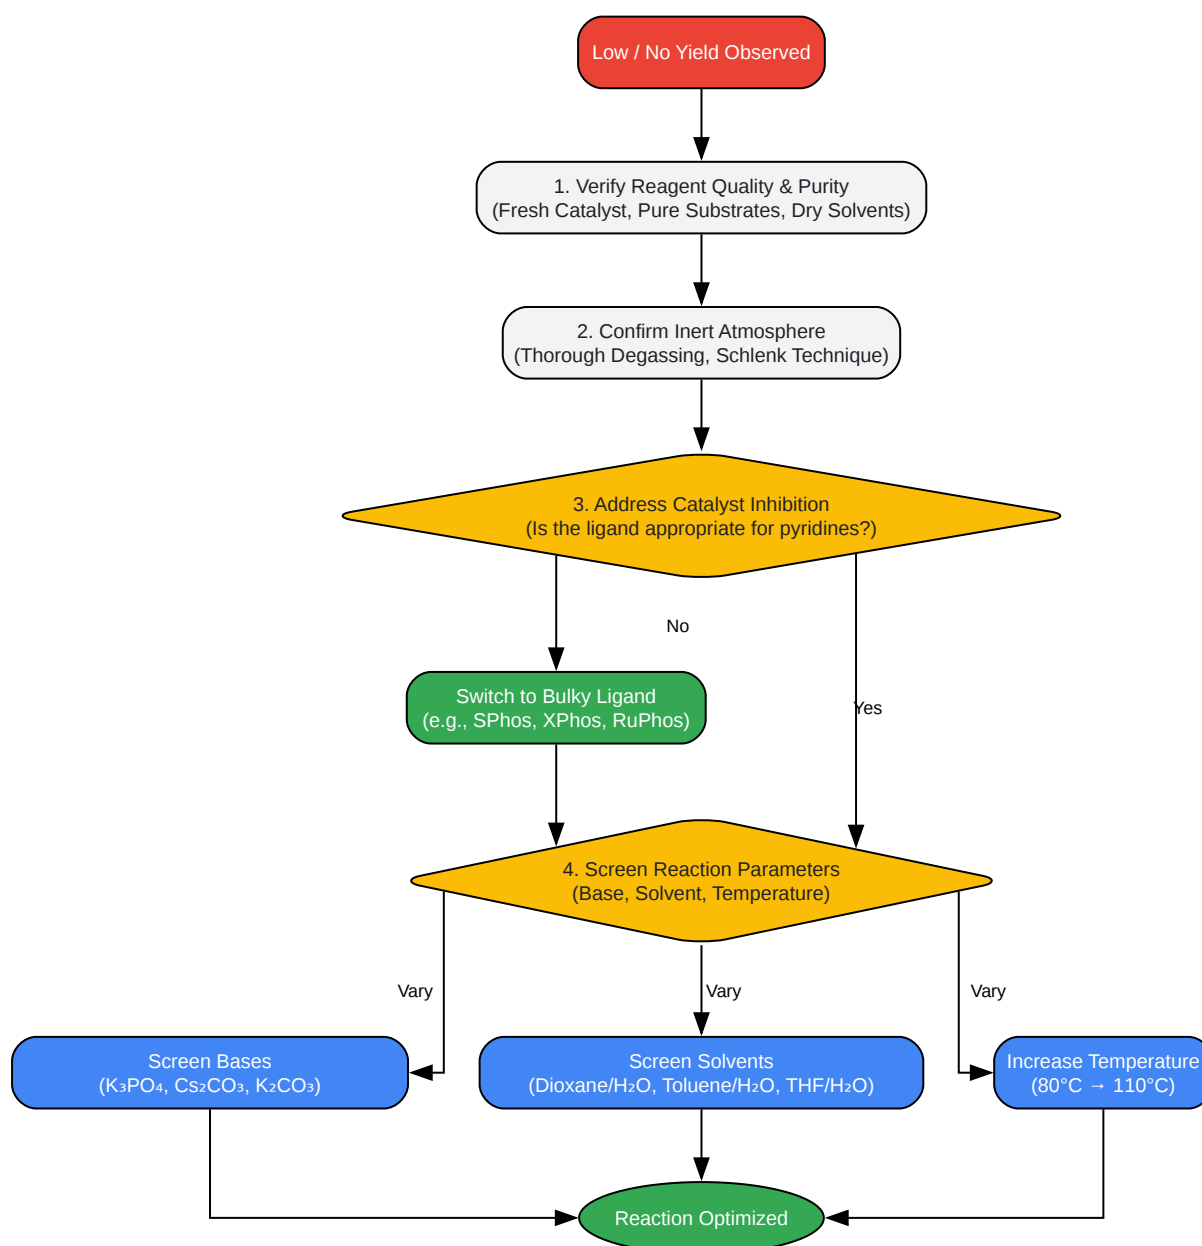 Low / No Yield Observed
1. Verify Reagent Quality & Purity
(Fresh Catalyst, Pure Substrates, Dry Solvents)
2. Confirm Inert Atmosphere
(Thorough Degassing, Schlenk Technique)
3. Address Catalyst Inhibition
(Is the ligand appropriate for pyridines?)
No
Switch to Bulky Ligand
(e.g., SPhos, XPhos, RuPhos)
Yes
4. Screen Reaction Parameters
(Base, Solvent, Temperature)
Vary
Vary
Vary
Screen Bases
(K₃PO₄, Cs₂CO₃, K₂CO₃)
Screen Solvents
(Dioxane/H₂O, Toluene/H₂O, THF/H₂O)
Increase Temperature
(80°C → 110°C)
Reaction Optimized